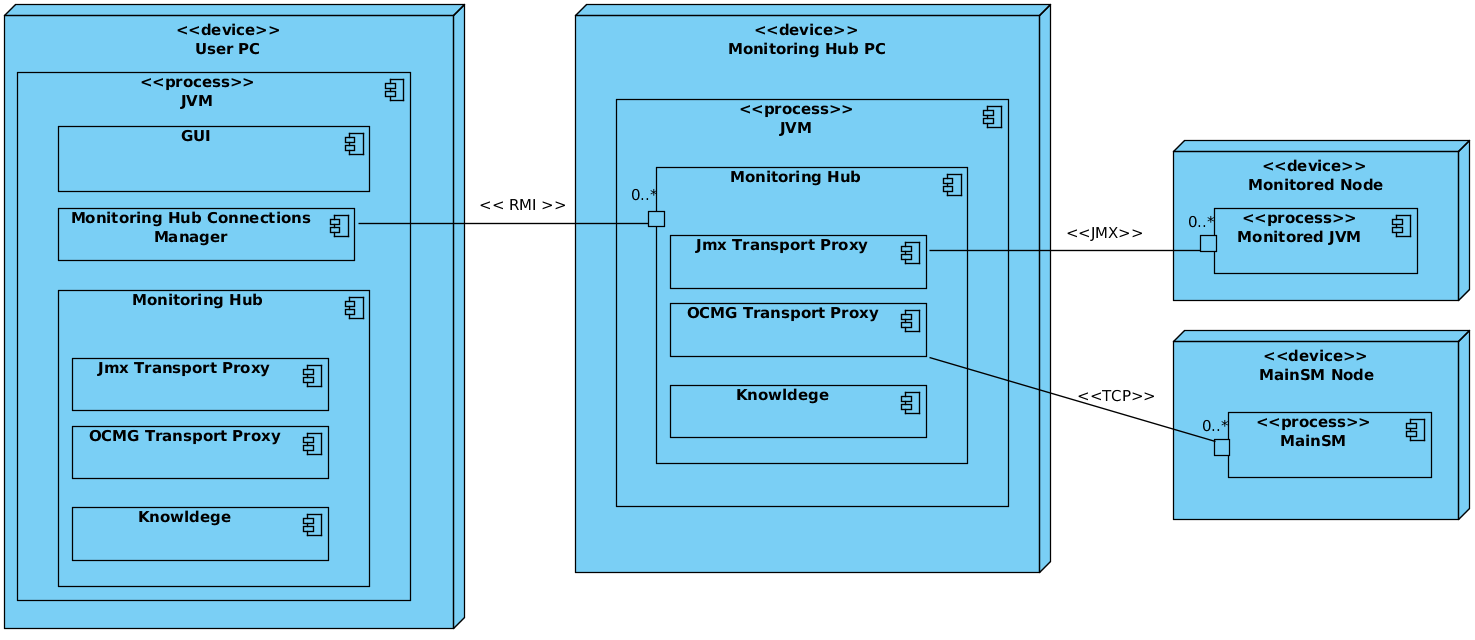 <<device>>
User PC
<<process>>
JVM
GUI
Monitoring Hub Connections
Manager
Monitoring Hub
Jmx Transport Proxy
OCMG Transport Proxy
Knowldege
<< RMI >>
<<device>>
Monitoring Hub PC
<<process>>
JVM
0..*
Monitoring Hub
Jmx Transport Proxy
OCMG Transport Proxy
Knowldege
<<JMX>>
<<TCP>>
<<device>>
Monitored Node
0..*
<<process>>
Monitored JVM
<<device>>
MainSM Node
0..*
<<process>>
MainSM